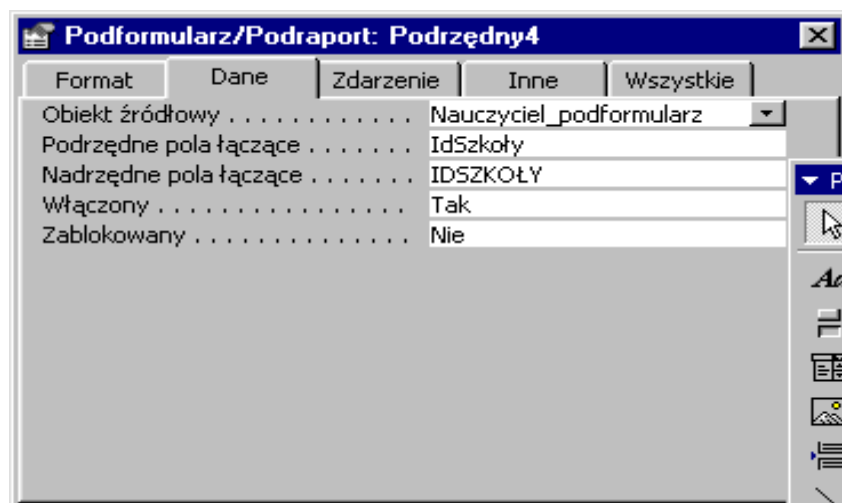 Podformularz/Podraport: Podrzędny4
Format Dane Zdarzenie Inne Wszystkie
Obiekt źródłowy . . . . . . . . . . . . Nauczyciel_podformularz
Podrzędne pola łączące . . . . . . . IdSzkoły
Nadrzędne pola łączące . . . . . . . IDSZKOŁY
Włączony . . . . . . . . . . . . . . . . Tak
Zablokowany . . . . . . . . . . . . . . Nie